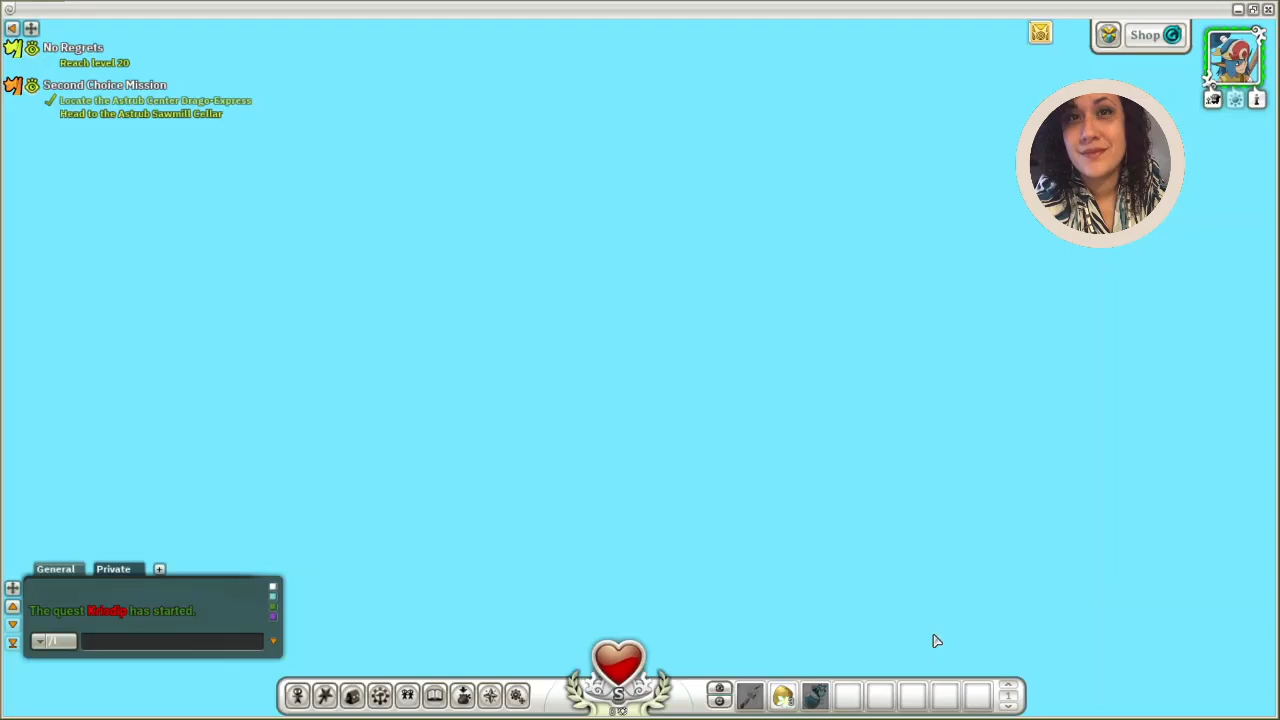 No Regrets
Reach level 20
Second Choice Mission
Locate the Astrub Center Drago-Express
Head to the Astrub Sawmill Cellar
Shop
General
Private
The quest has started.
1